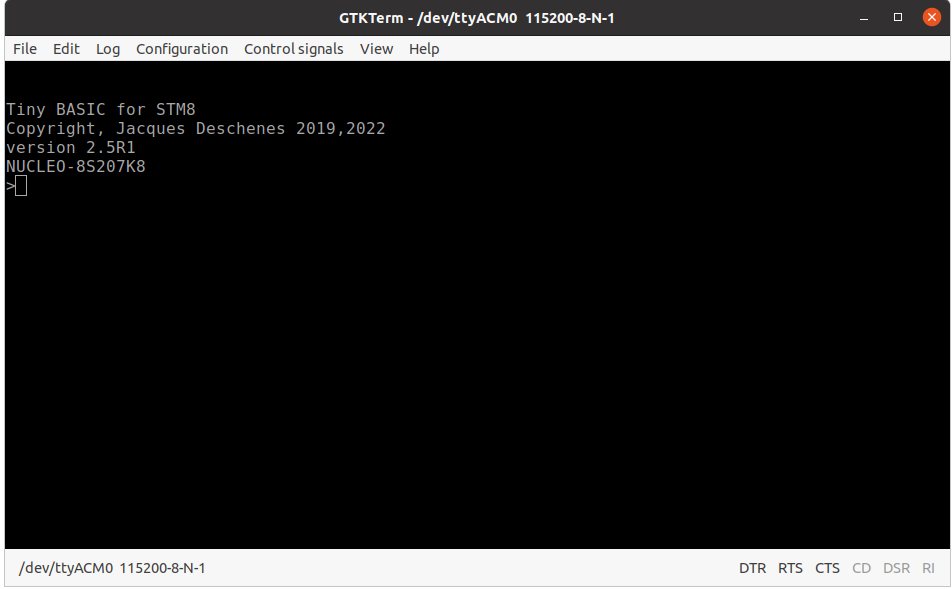 GTKTerm - /dev/ttyACM0  115200-8-N-1
File Edit Log Configuration Control signals View Help
Tiny BASIC for STM8
Copyright, Jacques Deschenes 2019,2022
version 2.5R1
NUCLEO-8S207K8
>
/dev/ttyACM0  115200-8-N-1 DTR RTS CTS CD DSR RI